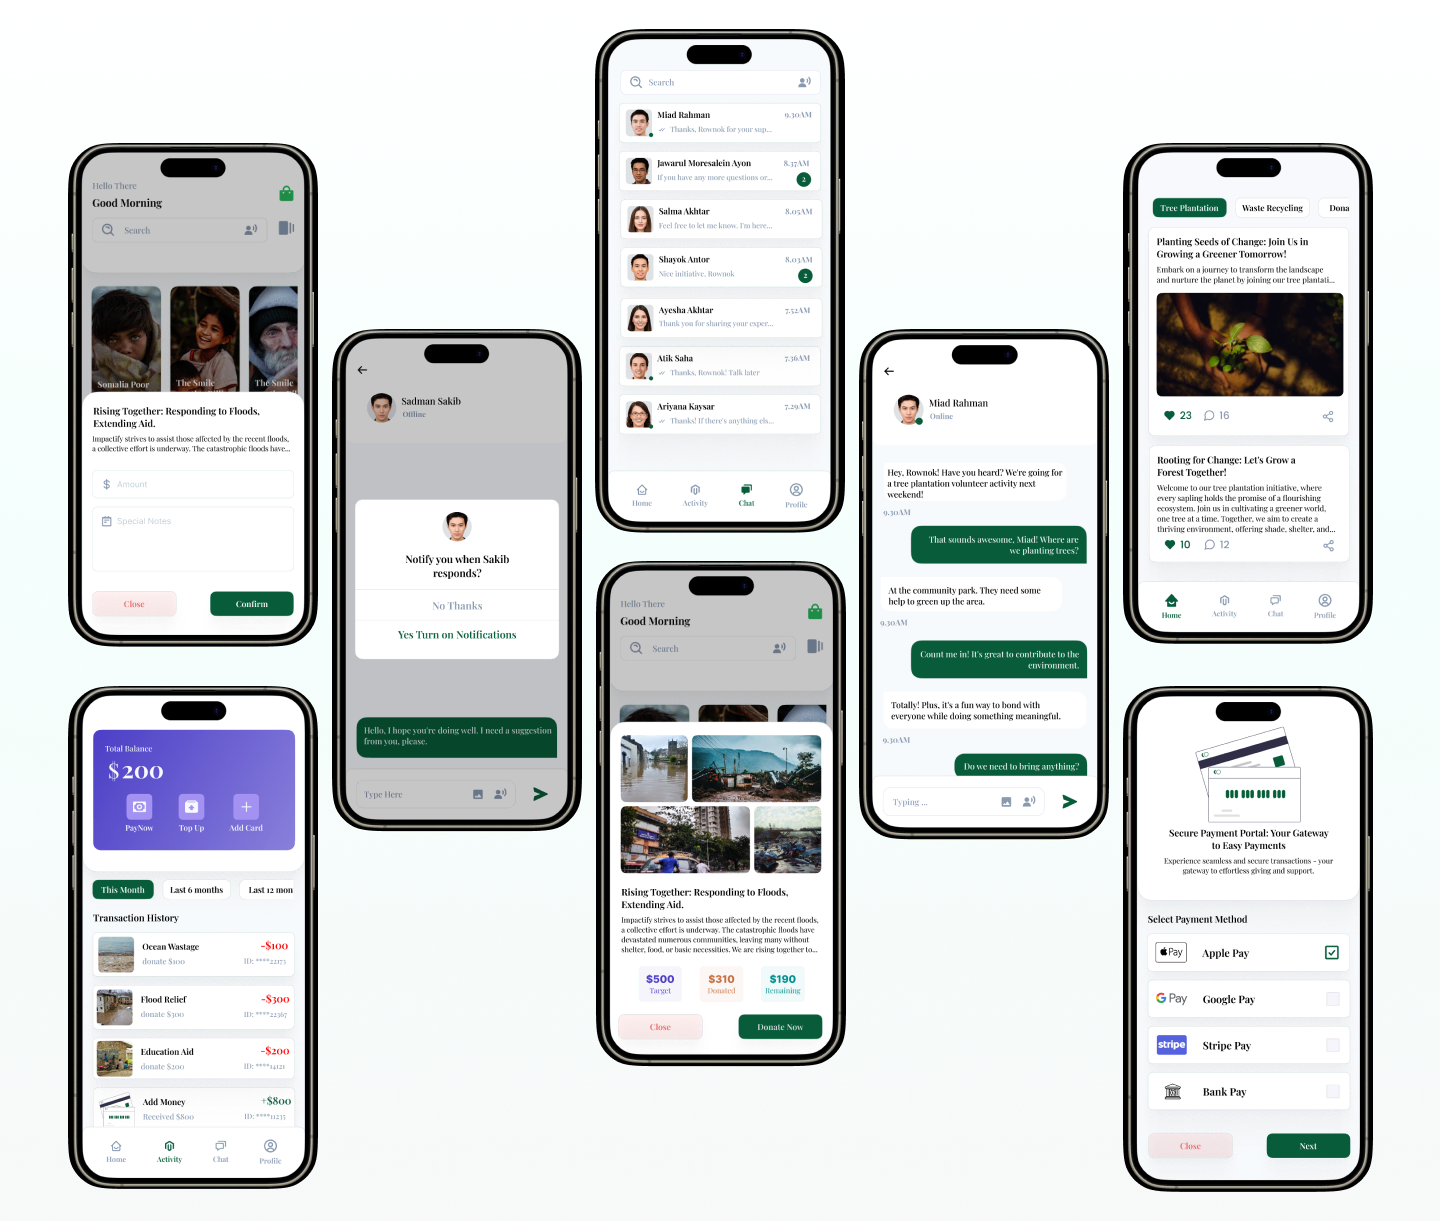 Hello There
Good Morning
Search
Somalia Poor
The Smile
The Smile
Rising Together: Responding to Floods,
Extending Aid.
Impactify strives to assist those affected by the recent floods,
a collective effort is underway. The catastrophic floods have...
$ Amount
Special Notes
Close
Confirm
Total Balance
$200
PayNow
Top Up
Add Card
This Month
Last 6 months
Last 12 mon
Transaction History
Ocean Wastage
-$100
donate $100
ID: ****22173
Flood Relief
-$300
donate $300
ID: ****22367
Education Aid
-$200
donate $200
ID: ****14121
Add Money
+$800
Received $800
ID: ****11235
Home
Activity
Chat
Profile
Sadman Sakib
Offline
Notify you when Sakib
responds?
No Thanks
Yes Turn on Notifications
Hello, I hope you're doing well. I need a suggestion
from you, please.
Type Here
Search
Miad Rahman
9.30AM
Thanks, Rownok for your sup...
Jawarul Moresalein Ayon
8.37AM
If you have any more questions or...
2
Salma Akhtar
8.05AM
Feel free to let me know. I'm here...
Shayok Antor
8.03AM
Nice initiative, Rownok
2
Ayesha Akhtar
7.52AM
Thank you for sharing your exper...
Atik Saha
7.36AM
Thanks, Rownok! Talk later
Ariyana Kaysar
7.29AM
Thanks! If there's anything els...
Home
Activity
Chat
Profile
Hello There
Good Morning
Search
Rising Together: Responding to Floods,
Extending Aid.
Impactify strives to assist those affected by the recent floods,
a collective effort is underway. The catastrophic floods have
devastated numerous communities, leaving many without
shelter, food, or basic necessities. We are rising together to...
$500
Target
$310
Donated
$190
Remaining
Close
Donate Now
Miad Rahman
Online
Hey, Rownok! Have you heard? We're going for
a tree plantation volunteer activity next
weekend!
9.30AM
That sounds awesome, Miad! Where are
we planting trees?
At the community park. They need some
help to green up the area.
9.30AM
Count me in! It's great to contribute to the
environment.
Totally! Plus, it's a fun way to bond with
everyone while doing something meaningful.
9.30AM
Do we need to bring anything?
Typing ...
Tree Plantation
Waste Recycling
Dona
Planting Seeds of Change: Join Us in
Growing a Greener Tomorrow!
Embark on a journey to transform the landscape
and nurture the planet by joining our tree plantati...
23
16
Rooting for Change: Let's Grow a
Forest Together!
Welcome to our tree plantation initiative, where
every sapling holds the promise of a flourishing
ecosystem. Join us in cultivating a greener world,
one tree at a time. Together, we aim to create a
thriving environment, offering shade, shelter, and...
10
12
Home
Activity
Chat
Profile
Secure Payment Portal: Your Gateway
to Easy Payments
Experience seamless and secure transactions - your
gateway to effortless giving and support.
Select Payment Method
Pay
Apple Pay
G Pay
Google Pay
stripe
Stripe Pay
Bank Pay
Close
Next